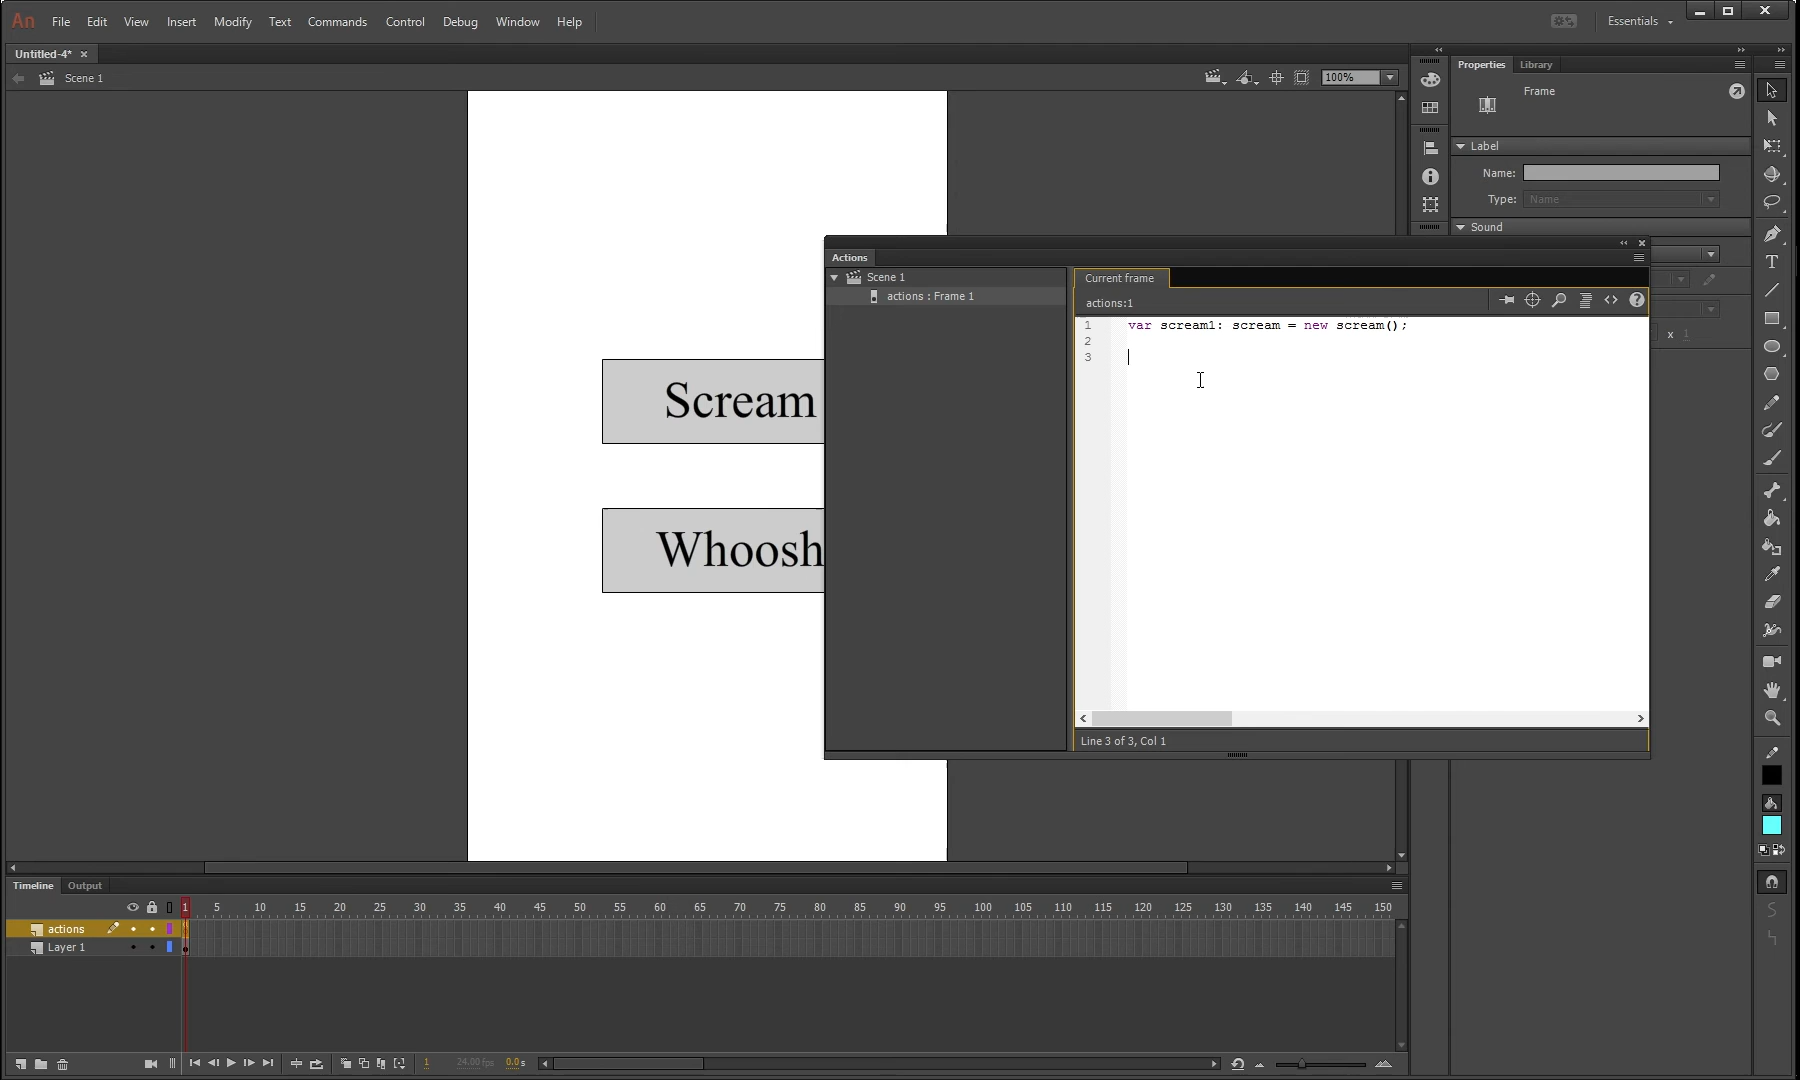 An File Edit View Insert Modify Text Commands Control Debug Window Help Essentials
Untitled-4* ×
Scene 1 100%
Properties Library
Frame
Label
Name:
Type: Name
Sound
Actions
Scene 1
actions : Frame 1
Current frame
actions:1
1 var scream1: scream = new scream();
2
3
x 1
Scream
Whoosh
Line 3 of 3, Col 1
Timeline Output
1 5 10 15 20 25 30 35 40 45 50 55 60 65 70 75 80 85 90 95 100 105 110 115 120 125 130 135 140 145 150
actions
Layer 1
1 24.00 fps 0.0 s